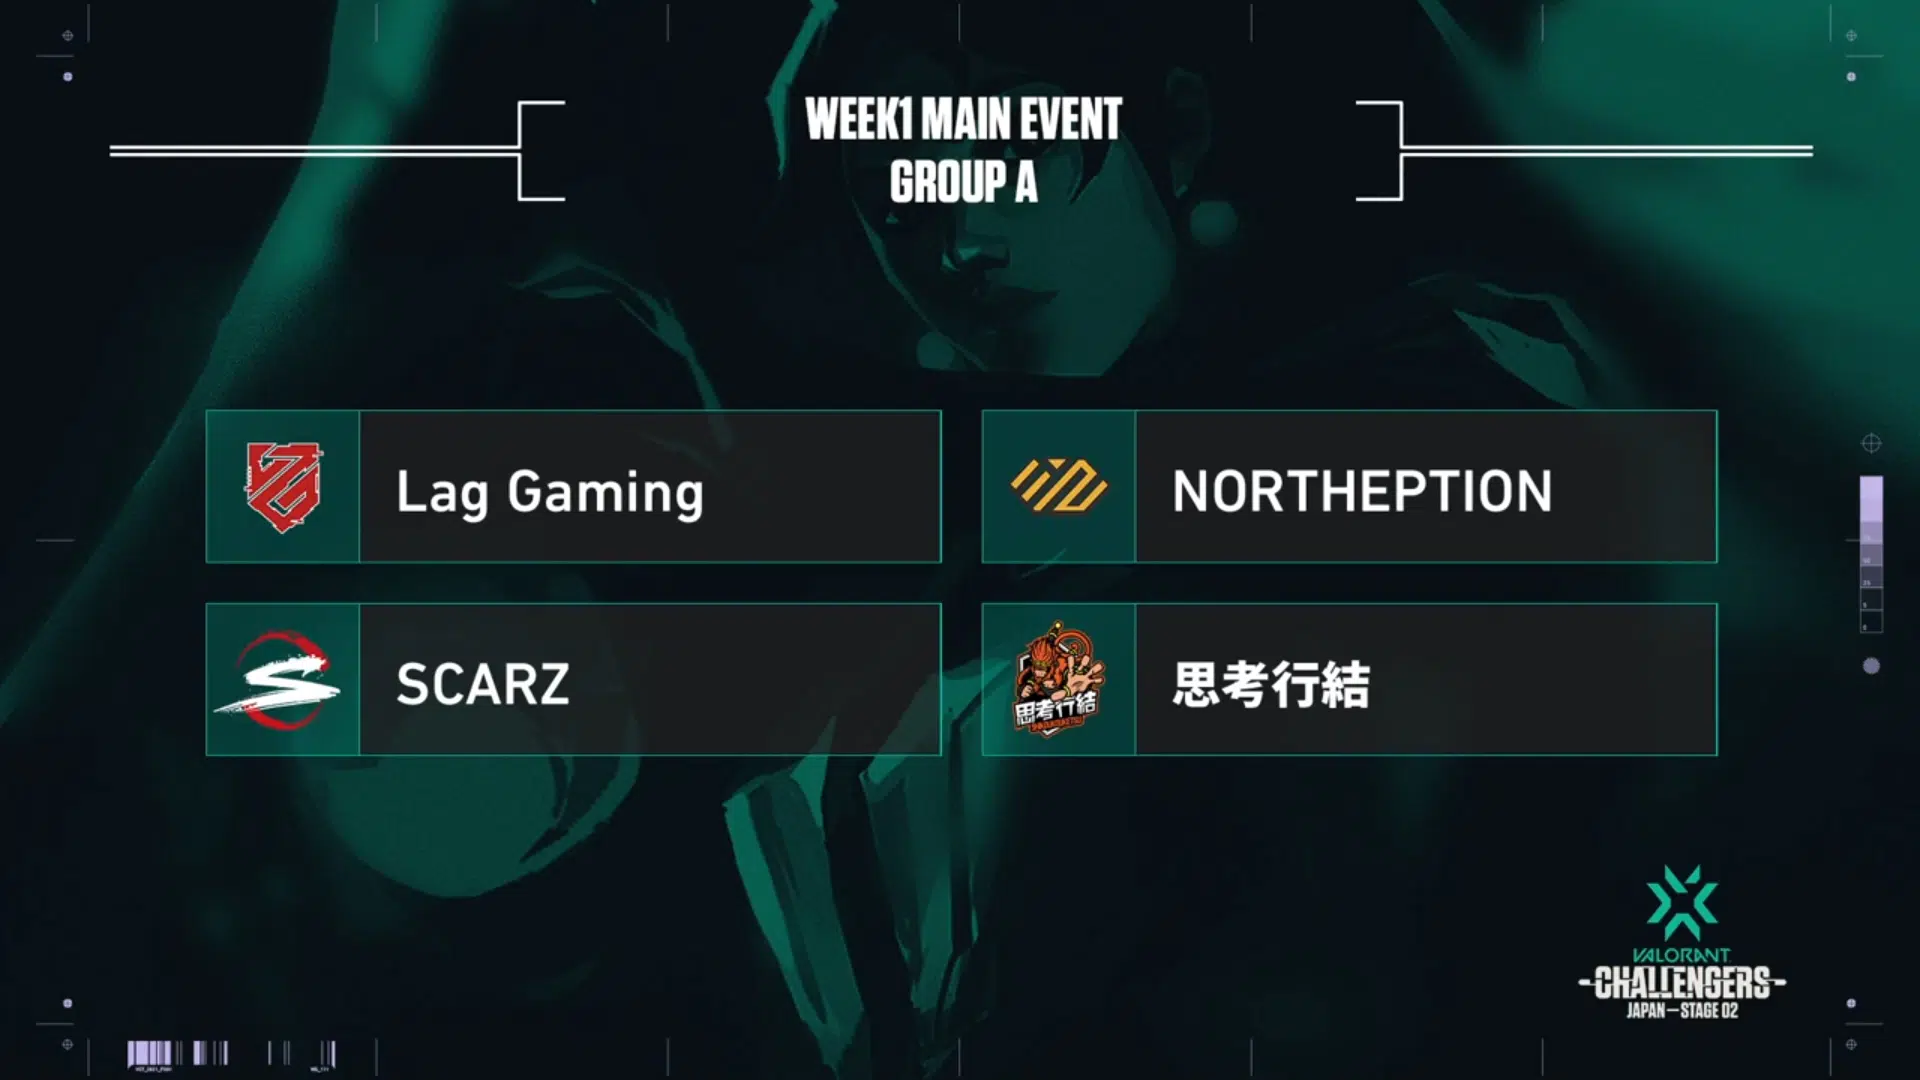 WEEK1 MAIN EVENT
GROUP A
Lag Gaming
NORTHEPTION
SCARZ
思考行結
思考行結
VALORANT
CHALLENGERS
JAPAN—STAGE 02